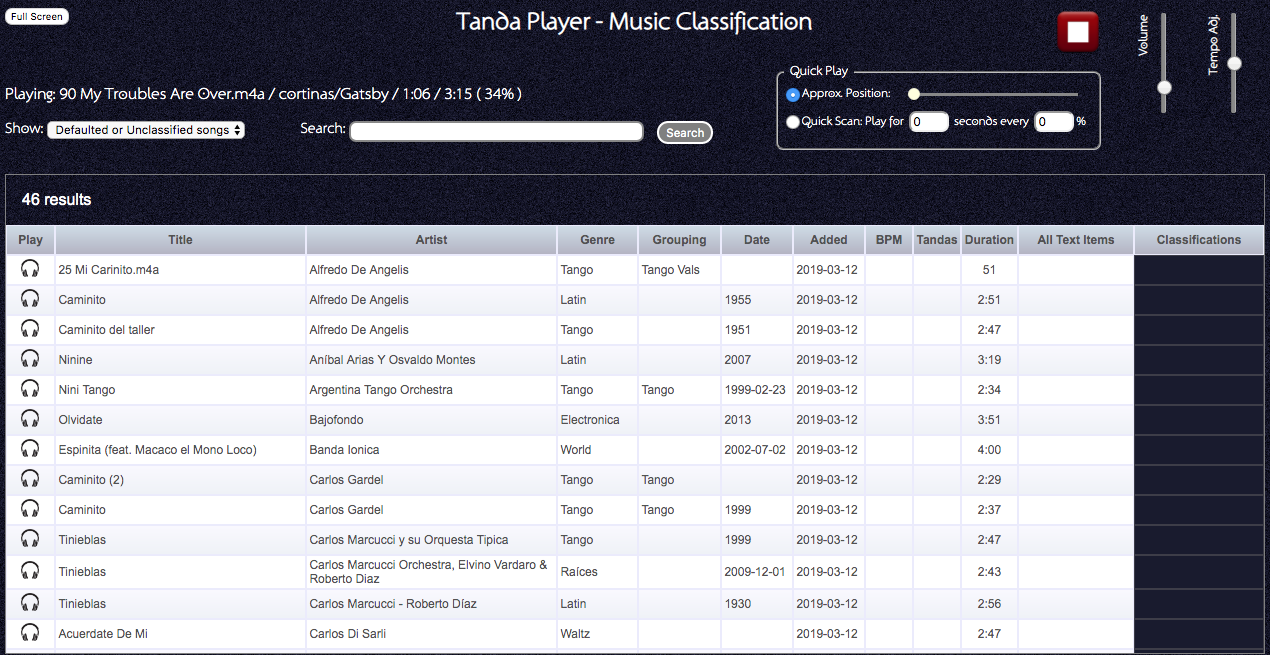 Full Screen
Tanda Player - Music Classification
Volume
Tempo Adj.
Quick Play
Playing: 90 My Troubles Are Over.m4a / cortinas/Gatsby / 1:06 / 3:15 ( 34% )
Approx. Position:
Show: Defaulted or Unclassified songs Search: Search
Quick Scan: Play for 0 seconds every 0 %
46 results
Play Title Artist Genre Grouping Date Added BPM Tandas Duration All Text Items Classifications
25 Mi Carinito.m4a Alfredo De Angelis Tango Tango Vals 2019-03-12 51
Caminito Alfredo De Angelis Latin 1955 2019-03-12 2:51
Caminito del taller Alfredo De Angelis Tango 1951 2019-03-12 2:47
Ninine Aníbal Arias Y Osvaldo Montes Latin 2007 2019-03-12 3:19
Nini Tango Argentina Tango Orchestra Tango Tango 1999-02-23 2019-03-12 2:34
Olvidate Bajofondo Electronica 2013 2019-03-12 3:51
Espinita (feat. Macaco el Mono Loco) Banda Ionica World 2002-07-02 2019-03-12 4:00
Caminito (2) Carlos Gardel Tango Tango 2019-03-12 2:29
Caminito Carlos Gardel Tango Tango 1999 2019-03-12 2:37
Tinieblas Carlos Marcucci y su Orquesta Tipica Tango 1999 2019-03-12 2:47
Tinieblas Carlos Marcucci Orchestra, Elvino Vardaro & Roberto Diaz Raíces 2009-12-01 2019-03-12 2:43
Tinieblas Carlos Marcucci - Roberto Díaz Latin 1930 2019-03-12 2:56
Acuerdate De Mi Carlos Di Sarli Waltz 2019-03-12 2:47